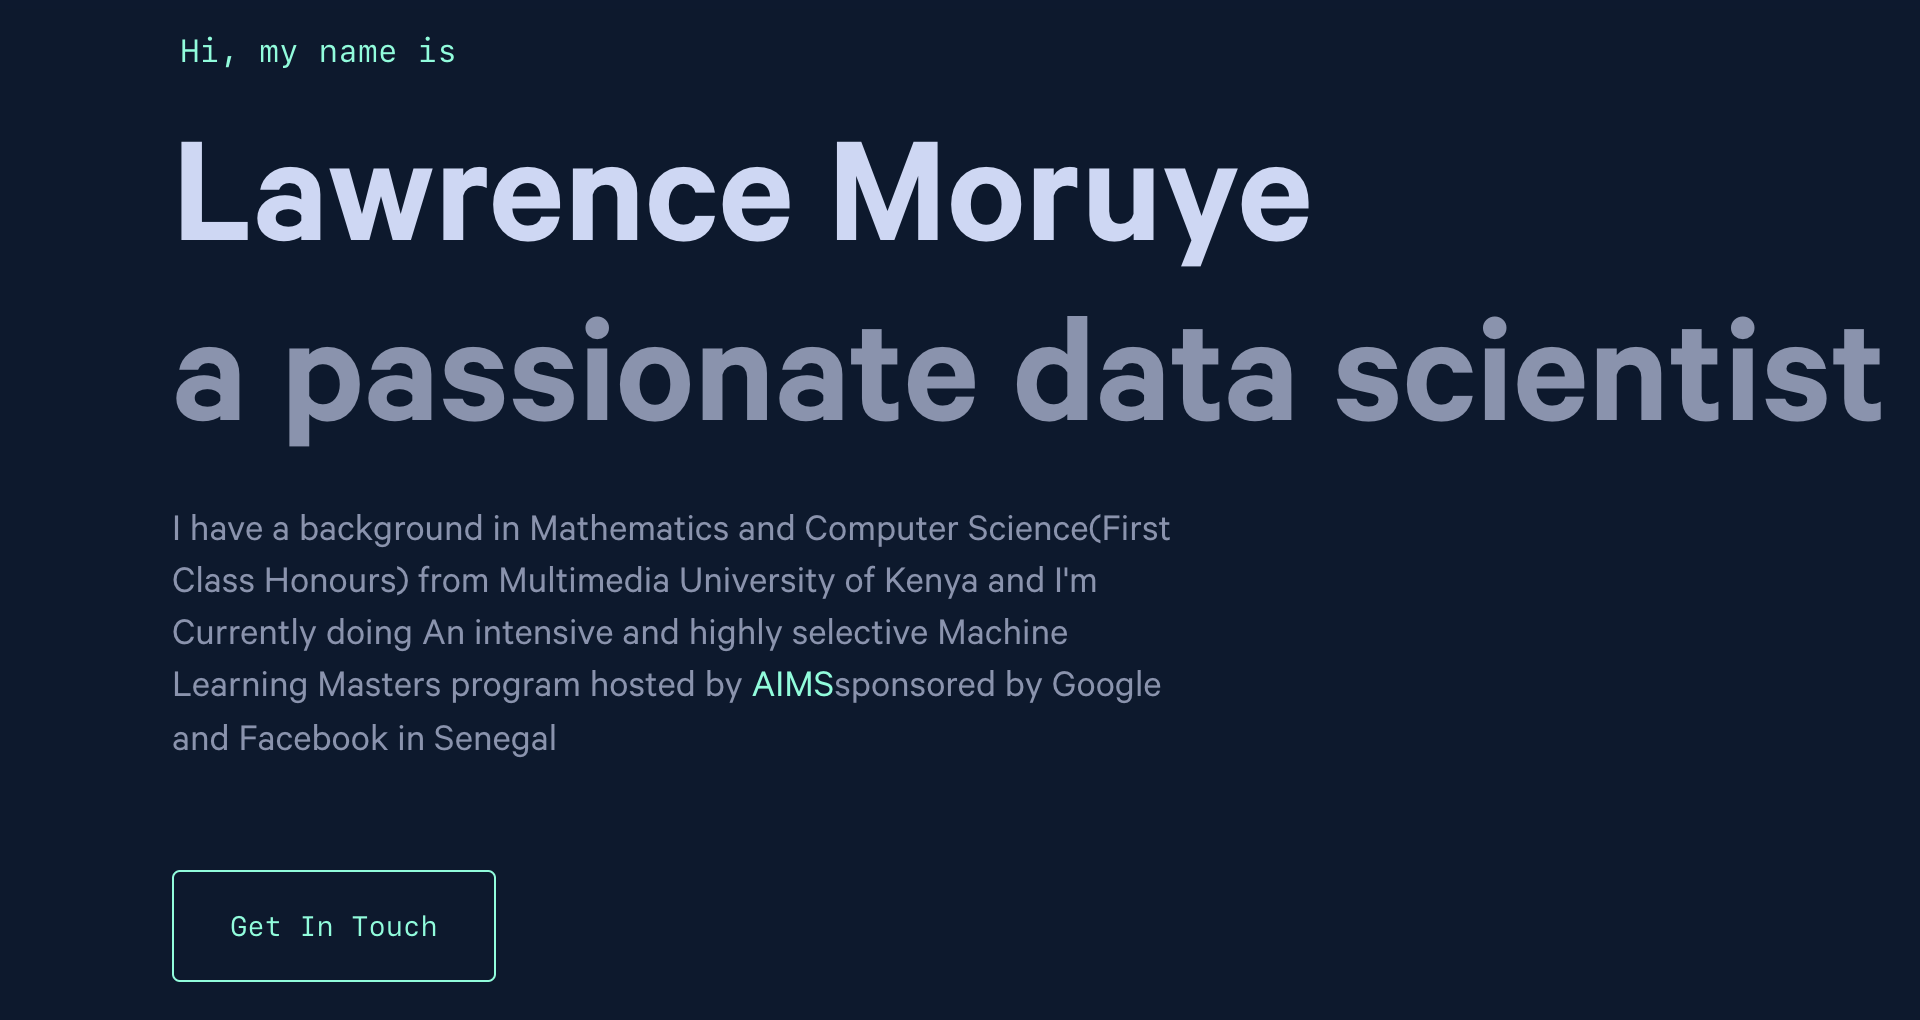 Hi, my name is
Lawrence Moruye
a passionate data scientist
I have a background in Mathematics and Computer Science(First
Class Honours) from Multimedia University of Kenya and I'm
Currently doing An intensive and highly selective Machine
Learning Masters program hosted by AIMSsponsored by Google
and Facebook in Senegal
Get In Touch